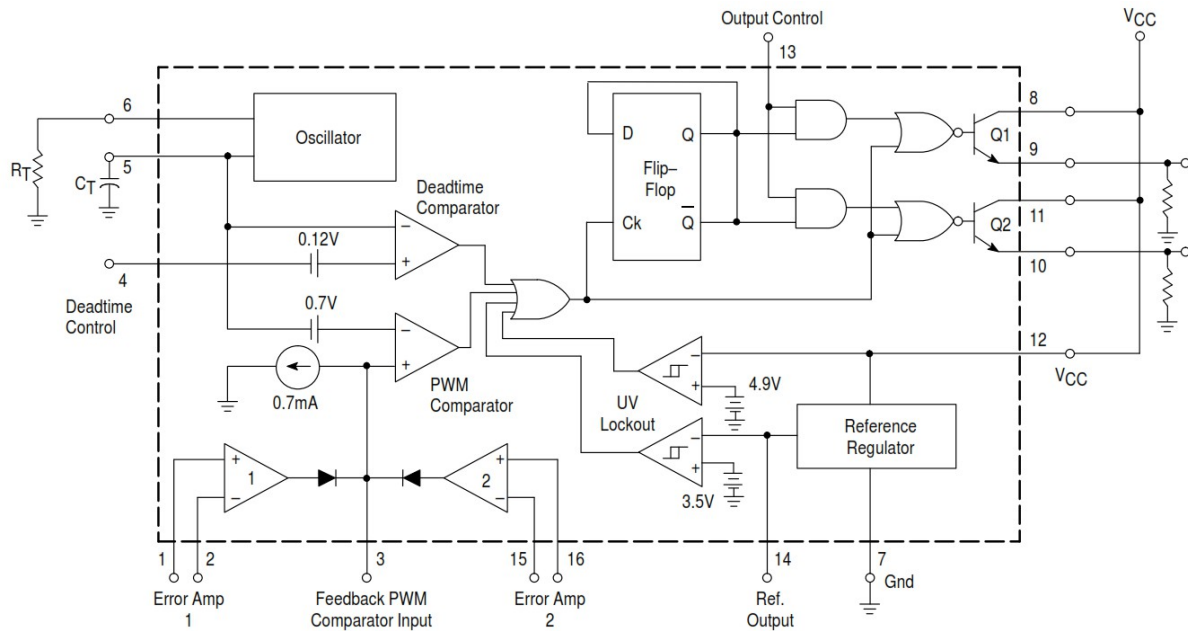 Output Control
VCC
13
6
8
Oscillator
D
Q
Q1
5
9
RT
CT
Flip–
Flop
Deadtime
Comparator
11
0.12V
Ck
Q
Q2
4
10
Deadtime
Control
0.7V
12
VCC
4.9V
0.7mA
PWM
Comparator
UV
Lockout
Reference
Regulator
1
2
3.5V
1
2
3
15
16
14
7
Gnd
Error Amp
1
Feedback PWM
Comparator Input
Error Amp
2
Ref.
Output